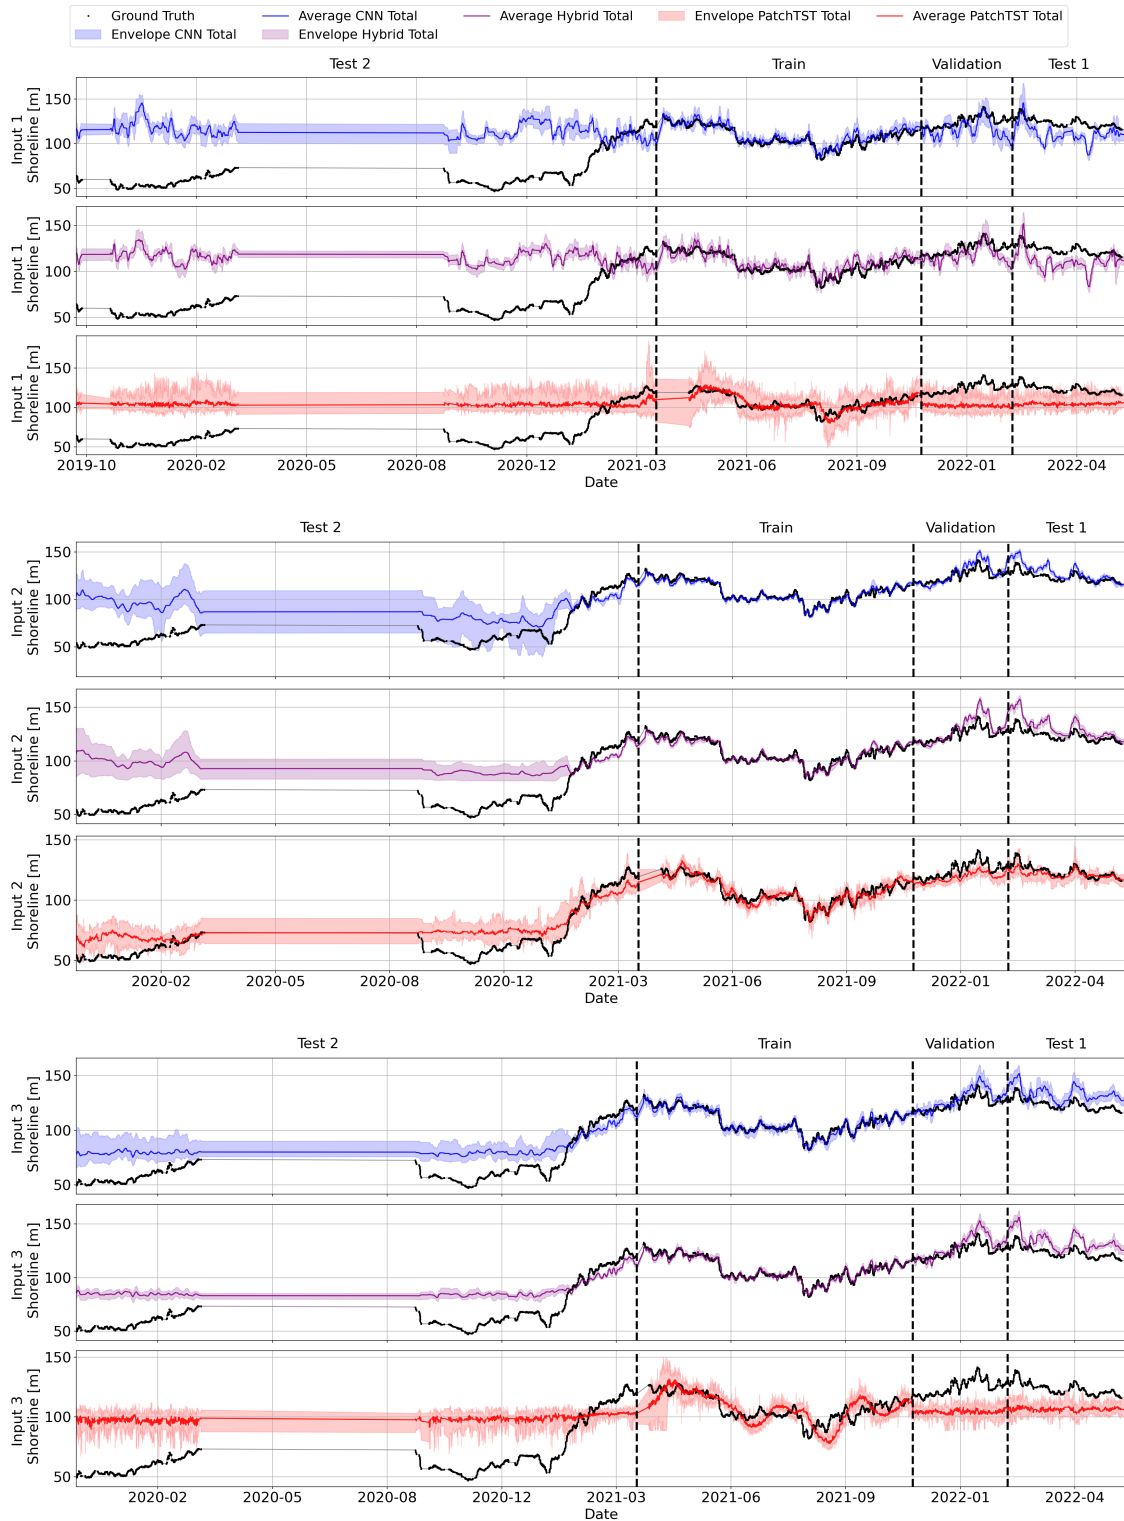 Ground Truth Average CNN Total Average Hybrid Total Envelope PatchTST Total Average PatchTST Total
Envelope CNN Total Envelope Hybrid Total
Test 2 Train Validation Test 1
Input 1
Shoreline [m]
150
100
50
Input 1
Shoreline [m]
150
100
50
Input 1
Shoreline [m]
150
100
50
2019-10 2020-02 2020-05 2020-08 2020-12 2021-03 2021-06 2021-09 2022-01 2022-04
Date
Test 2 Train Validation Test 1
Input 2
Shoreline [m]
150
100
50
Input 2
Shoreline [m]
150
100
50
Input 2
Shoreline [m]
150
100
50
2020-02 2020-05 2020-08 2020-12 2021-03 2021-06 2021-09 2022-01 2022-04
Date
Test 2 Train Validation Test 1
Input 3
Shoreline [m]
150
100
50
Input 3
Shoreline [m]
150
100
50
Input 3
Shoreline [m]
150
100
50
2020-02 2020-05 2020-08 2020-12 2021-03 2021-06 2021-09 2022-01 2022-04
Date